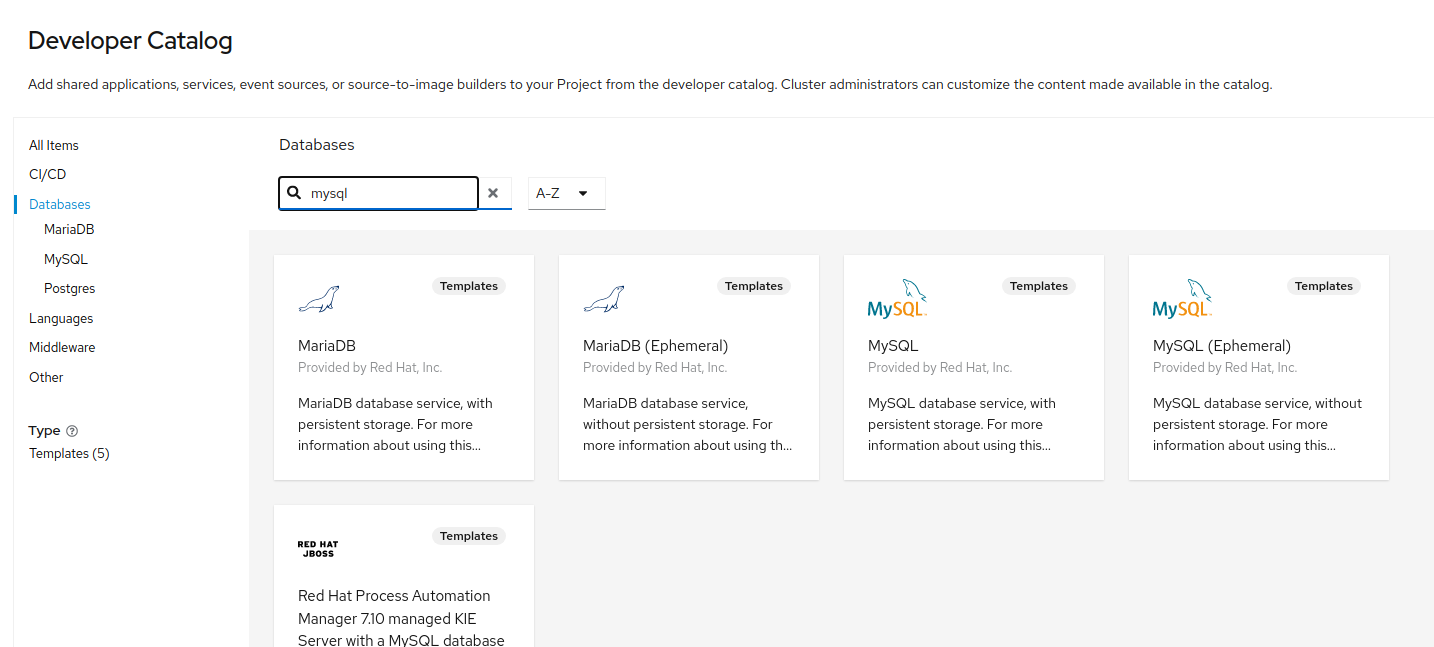 Developer Catalog
Add shared applications, services, event sources, or source-to-image builders to your Project from the developer catalog. Cluster administrators can customize the content made available in the catalog.
All Items
CI/CD
Databases
MariaDB
MySQL
Postgres
Languages
Middleware
Other
Type
Templates (5)
Databases
mysql
A-Z
Templates
MariaDB
Provided by Red Hat, Inc.
MariaDB database service, with
persistent storage. For more
information about using this...
Templates
MariaDB (Ephemeral)
Provided by Red Hat, Inc.
MariaDB database service,
without persistent storage. For
more information about using th...
MySQL
Templates
MySQL
Provided by Red Hat, Inc.
MySQL database service, with
persistent storage. For more
information about using this...
MySQL
Templates
MySQL (Ephemeral)
Provided by Red Hat, Inc.
MySQL database service, without
persistent storage. For more
information about using this...
RED HAT
JBOSS
Templates
Red Hat Process Automation
Manager 7.10 managed KIE
Server with a MySQL database